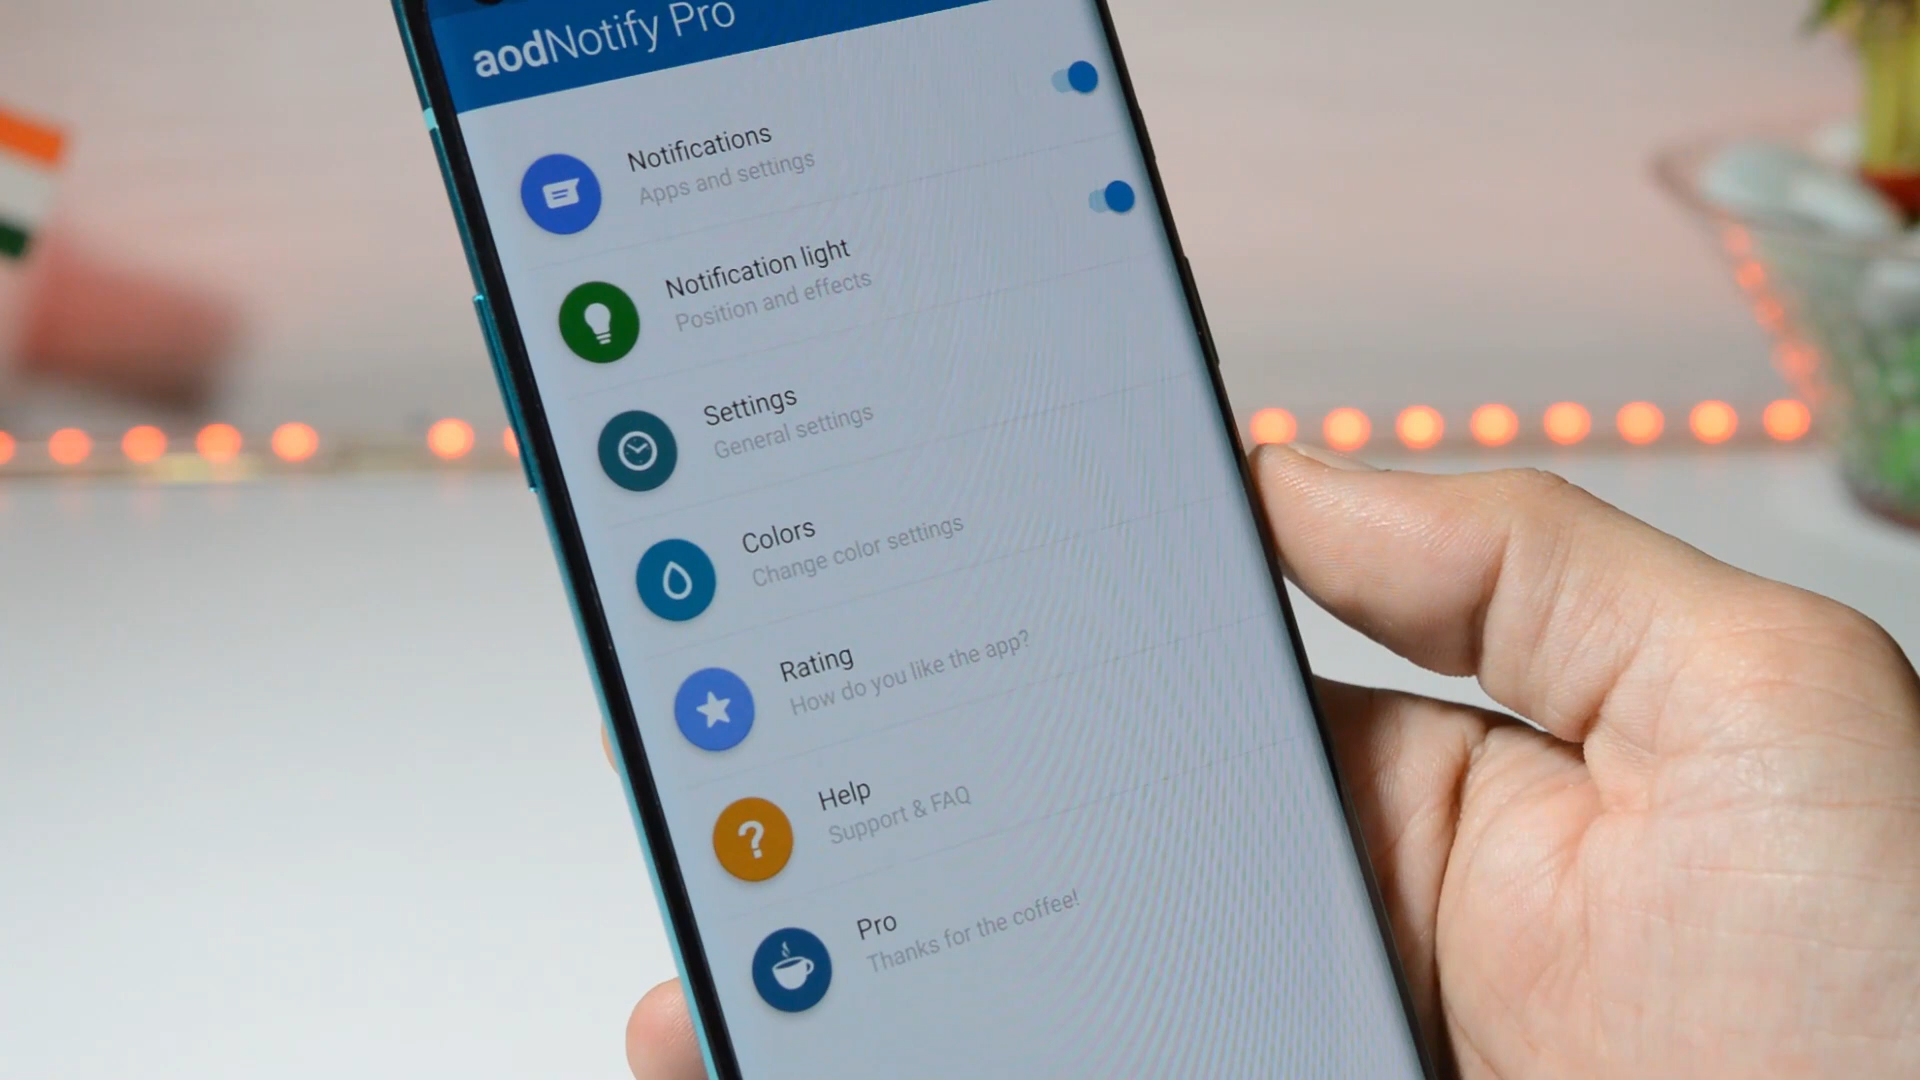 aodNotify Pro
Notifications
Apps and settings
Notification light
Position and effects
Settings
General settings
Colors
Change color settings
Rating
How do you like the app?
Help
Support & FAQ
Pro
Thanks for the coffee!